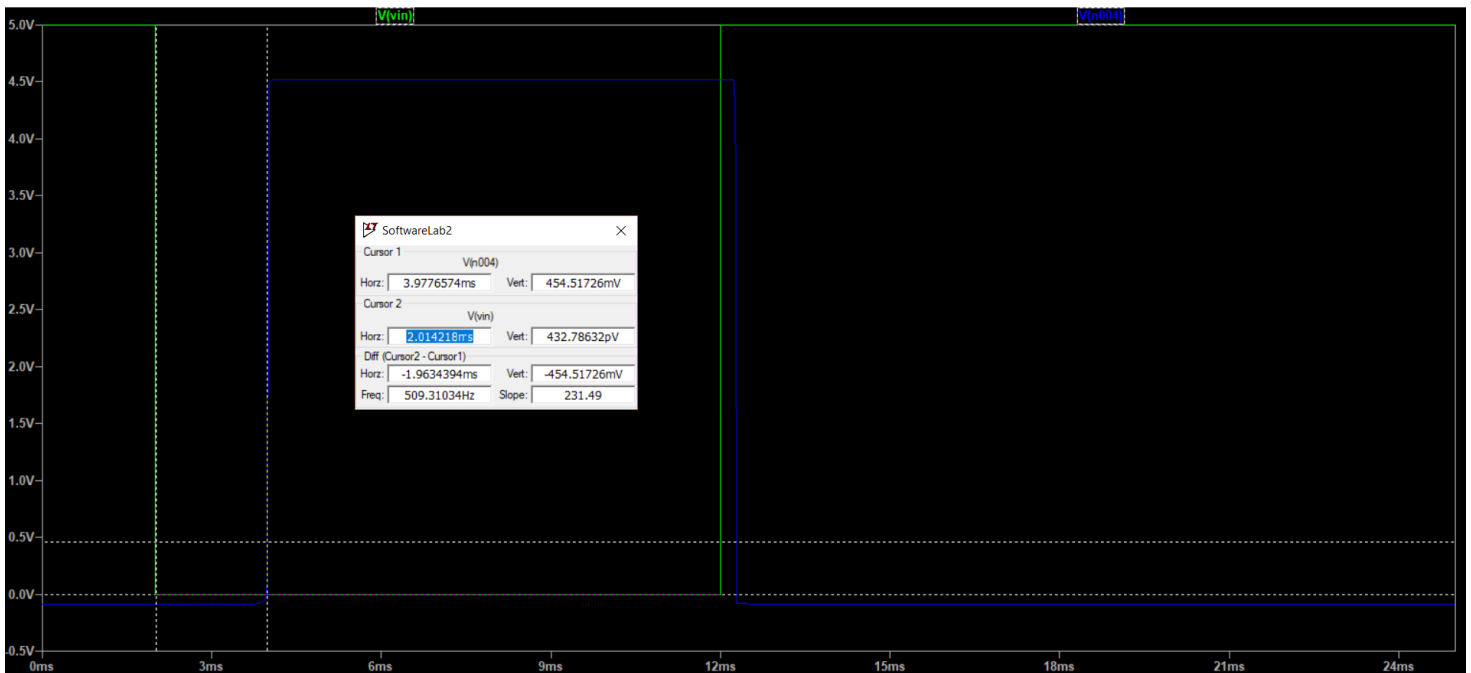 V(vin) V(n004)
5.0V
4.5V
4.0V
3.5V
3.0V
2.5V
2.0V
1.5V
1.0V
0.5V
0.0V
-0.5V
0ms 3ms 6ms 9ms 12ms 15ms 18ms 21ms 24ms
SoftwareLab2
Cursor 1
V(n004)
Horz: 3.9776574ms Vert: 454.51726mV
Cursor 2
V(vin)
Horz: 2.014218ms Vert: 432.78632pV
Diff (Cursor2 - Cursor1)
Horz: -1.9634394ms Vert: -454.51726mV
Freq: 509.31034Hz Slope: 231.49